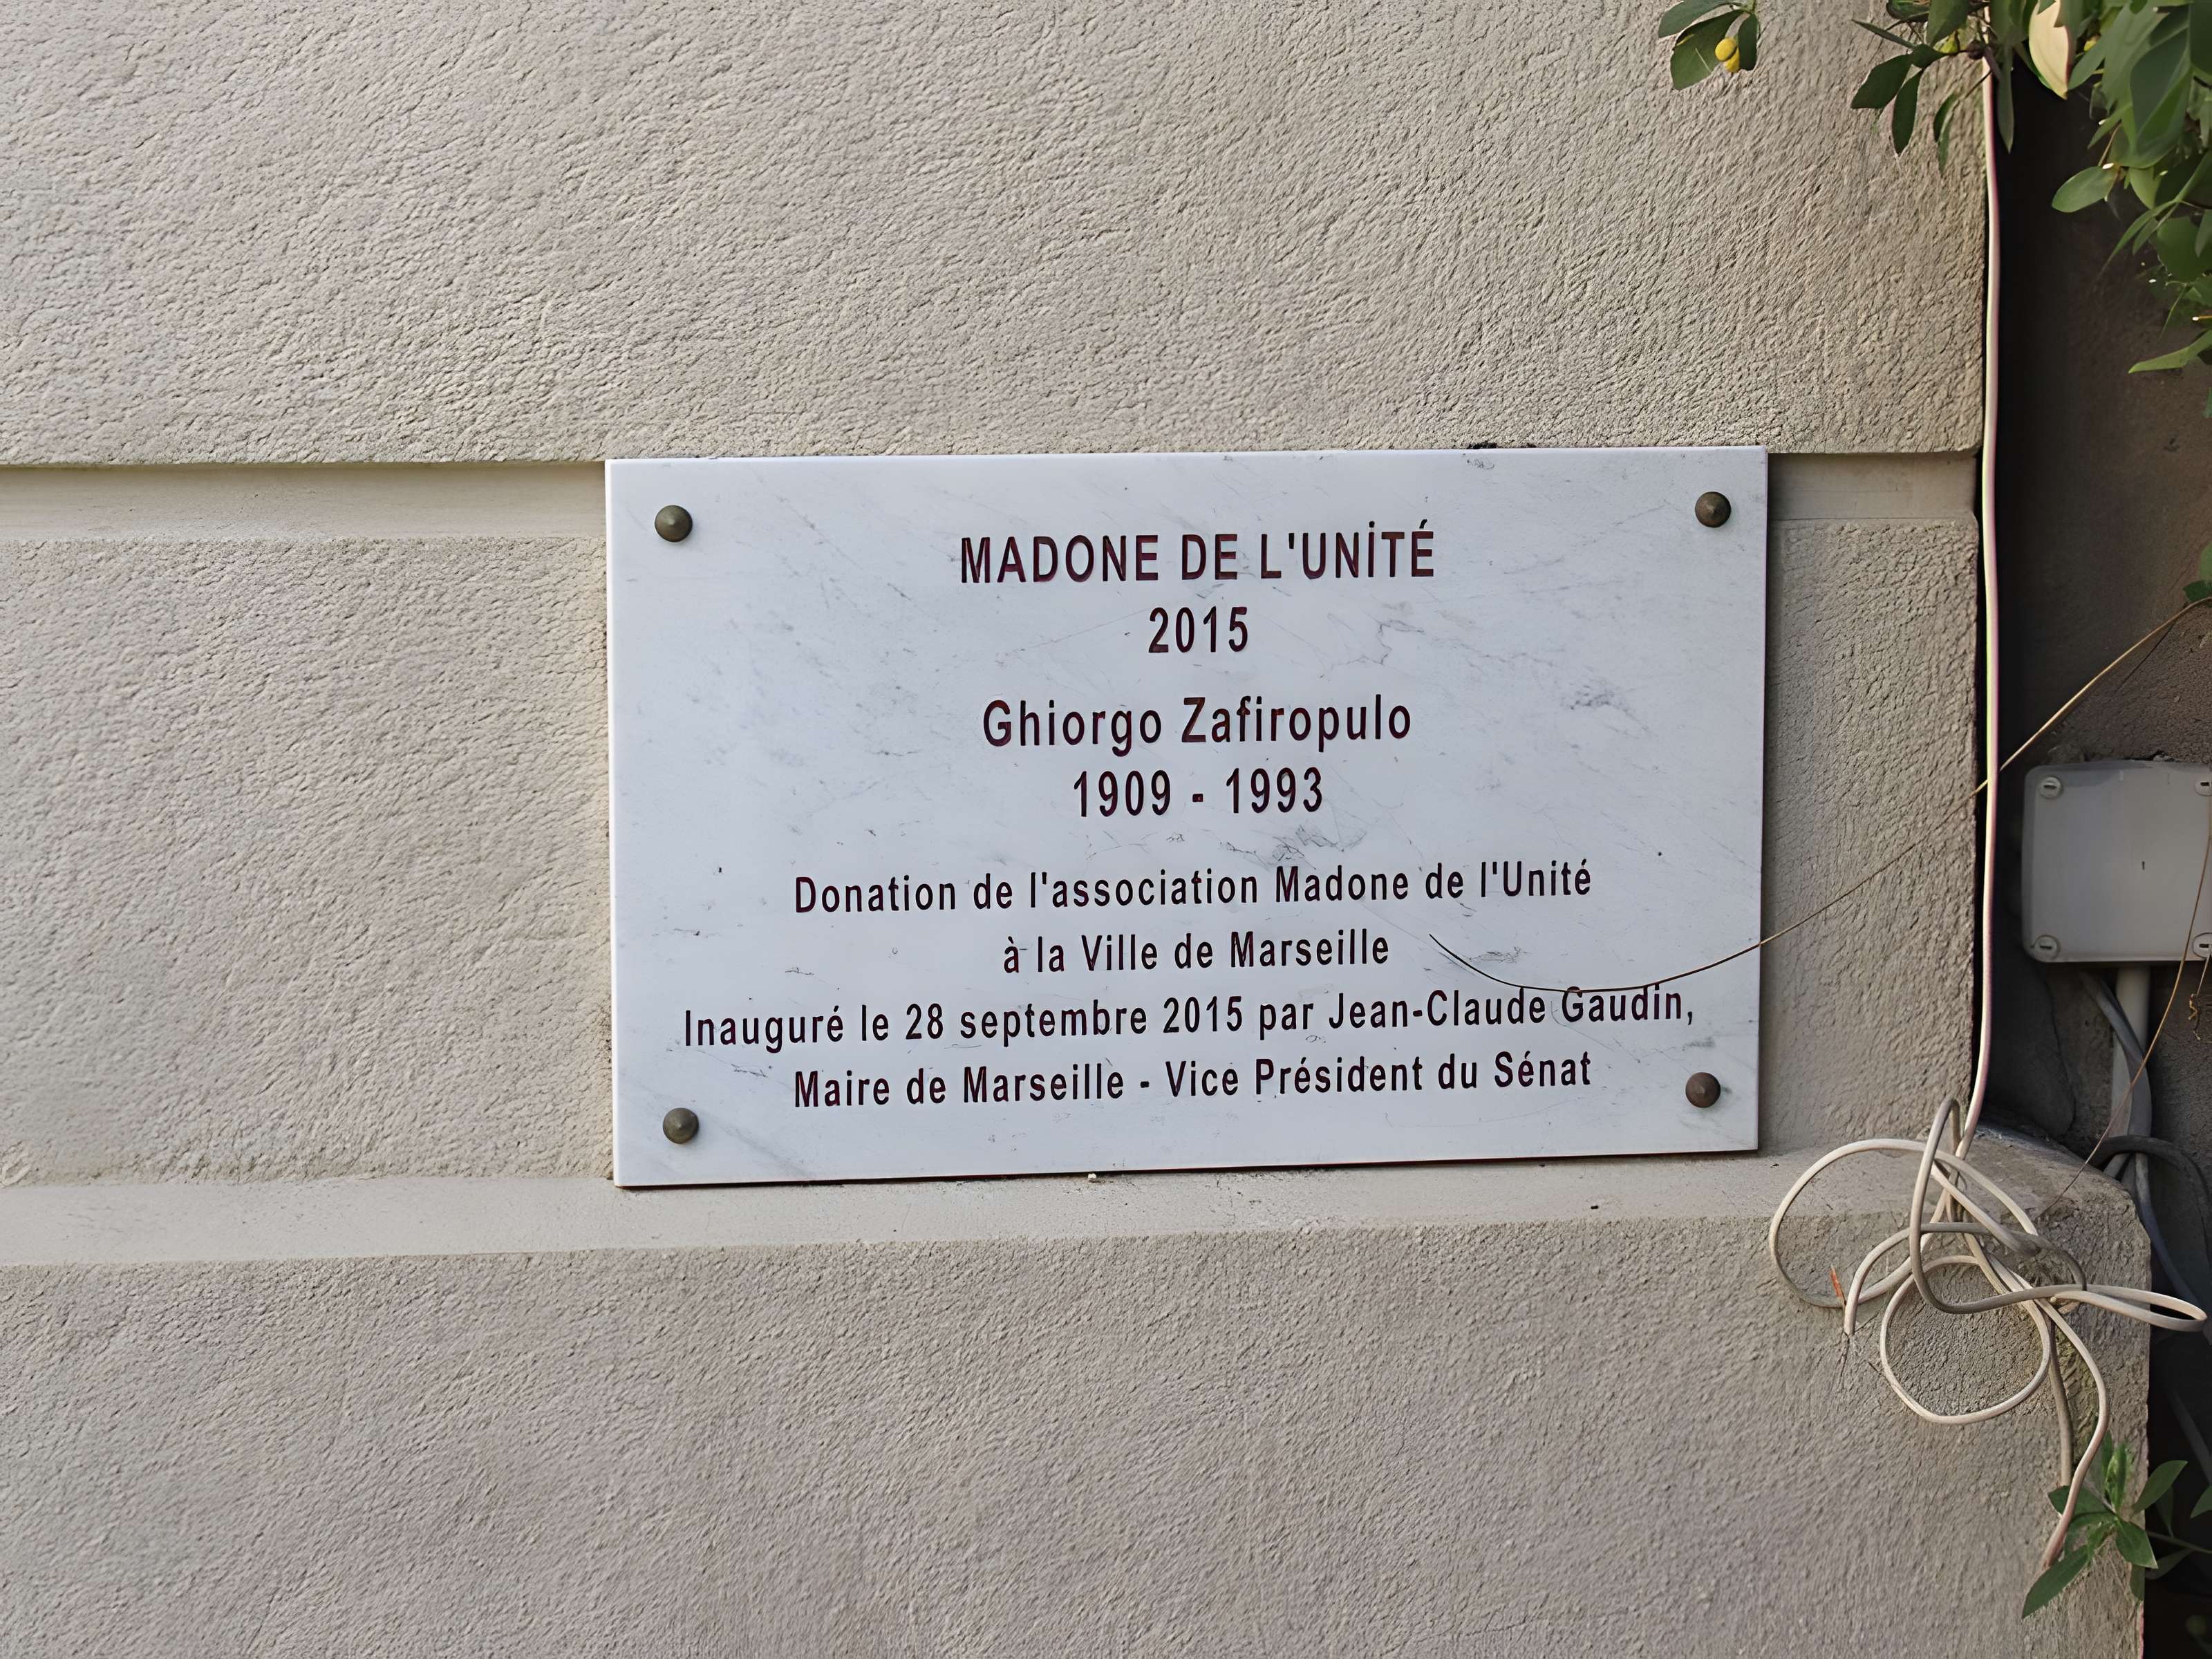 MADONE DE L'UNİTÉ
2015
Ghiorgo Zafiropulo
1909 - 1993
Donation de l'association Madone de l'Unité
à la Ville de Marseille
Inauguré le 28 septembre 2015 par Jean-Claude Gaudin,
Maire de Marseille - Vice Président du Sénat